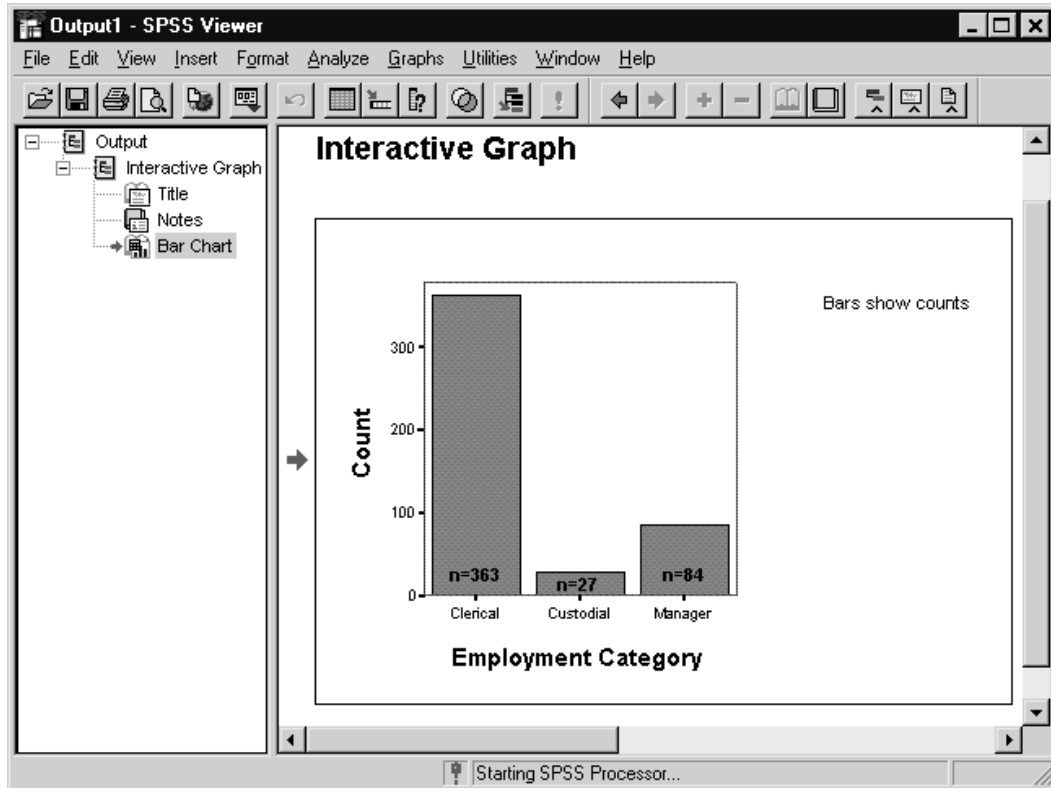 Output1 - SPSS Viewer
File Edit View Insert Format Analyze Graphs Utilities Window Help
Output
Interactive Graph
Title
Notes
Bar Chart
Interactive Graph
Bars show counts
Count
300
200
100
0
n=363
n=27
n=84
Clerical Custodial Manager
Employment Category
Starting SPSS Processor...